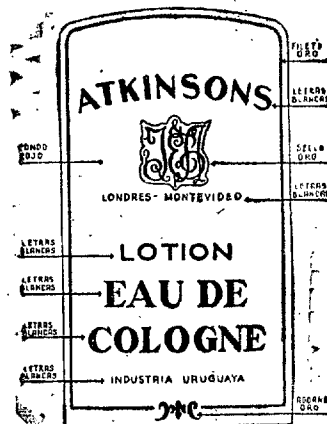 FILETE
ORO
ATKINSONS
LETRAS
BLANCAS
FONDO
ROJO
SELLO
ORO
LETRAS
BLANCAS
LONDRES - MONTEVIDEO
LETRAS
BLANCAS
LOTION
LETRAS
BLANCAS
EAU DE
LETRAS
BLANCAS
COLOGNE
LETRAS
BLANCAS
INDUSTRIA URUGUAYA
ORO